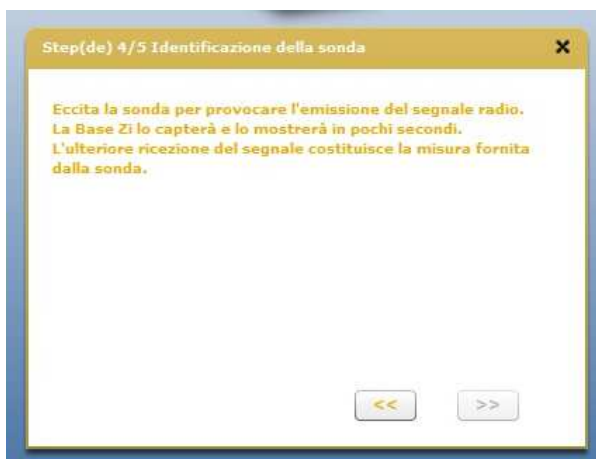 Step(de) 4/5 Identificazione della sonda
Eccita la sonda per provocare l'emissione del segnale radio.
La Base Zi lo capterà e lo mostrerà in pochi secondi.
L'ulteriore ricezione del segnale costituisce la misura fornita
dalla sonda.
<< >>